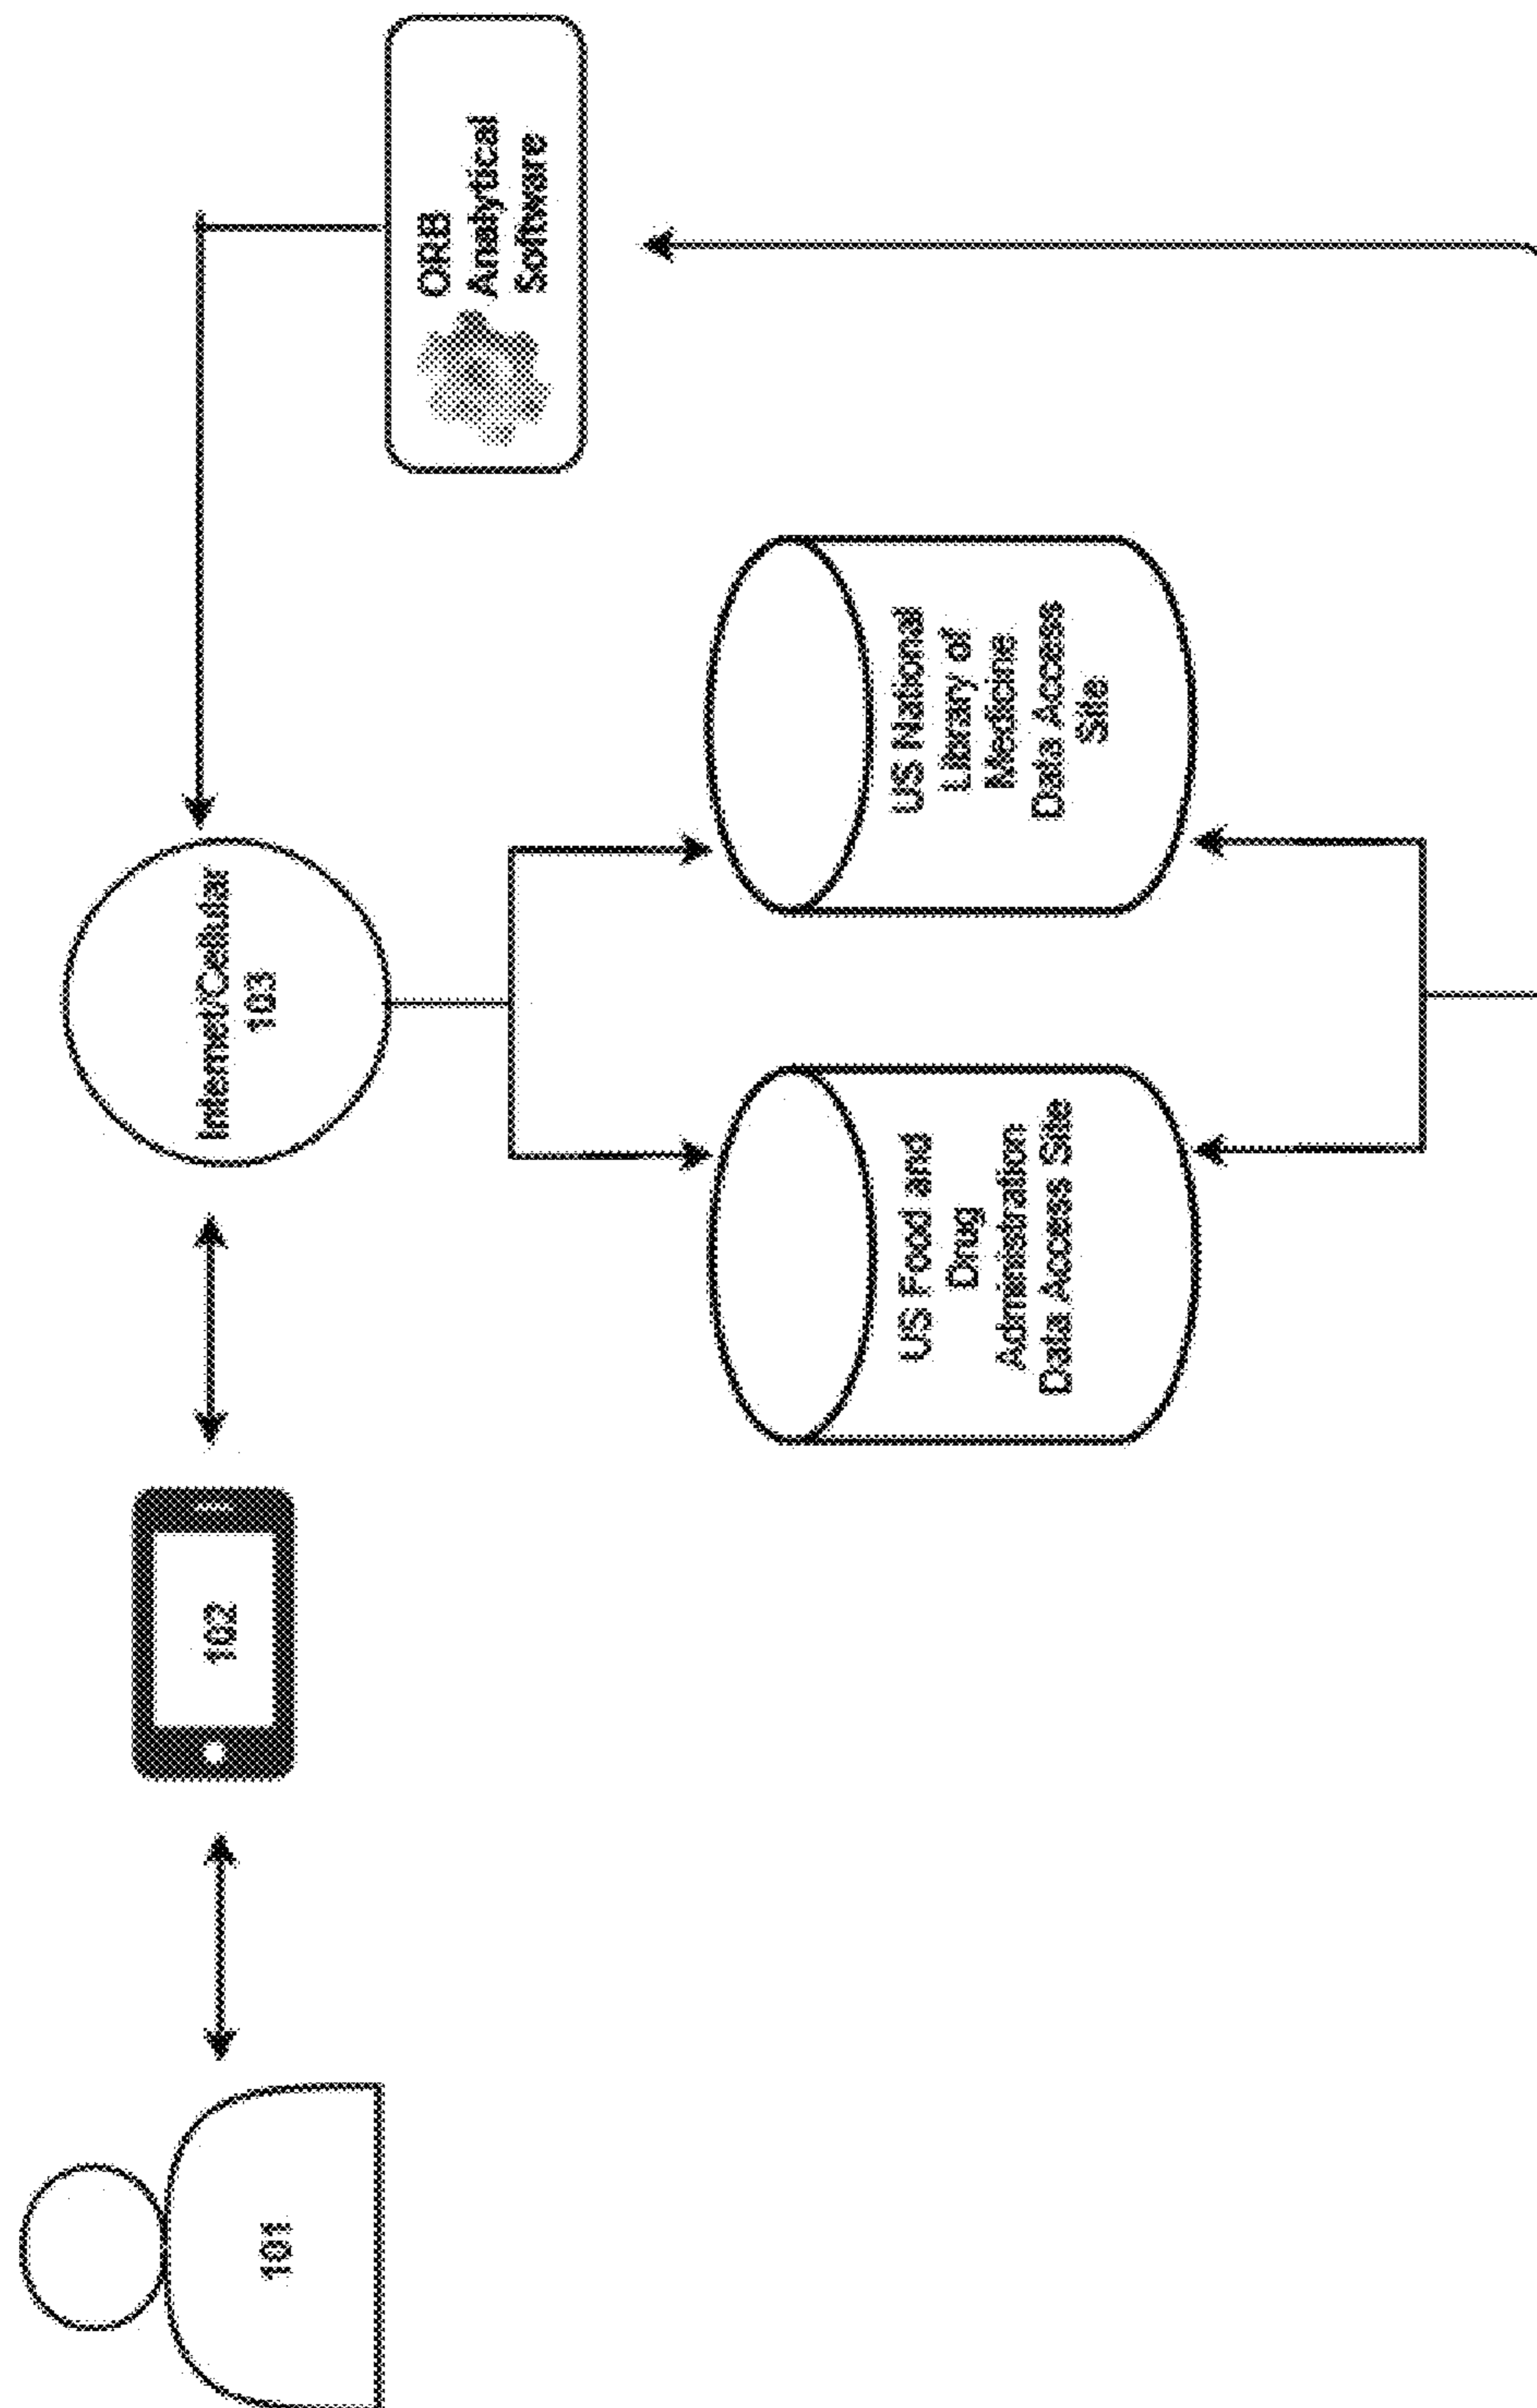 101
102
Internet/Cellular
103
ORB
Analytical
Software
US Food and
Drug
Administration
Data Access Site
US National
Library of
Medicine
Data Access
Site